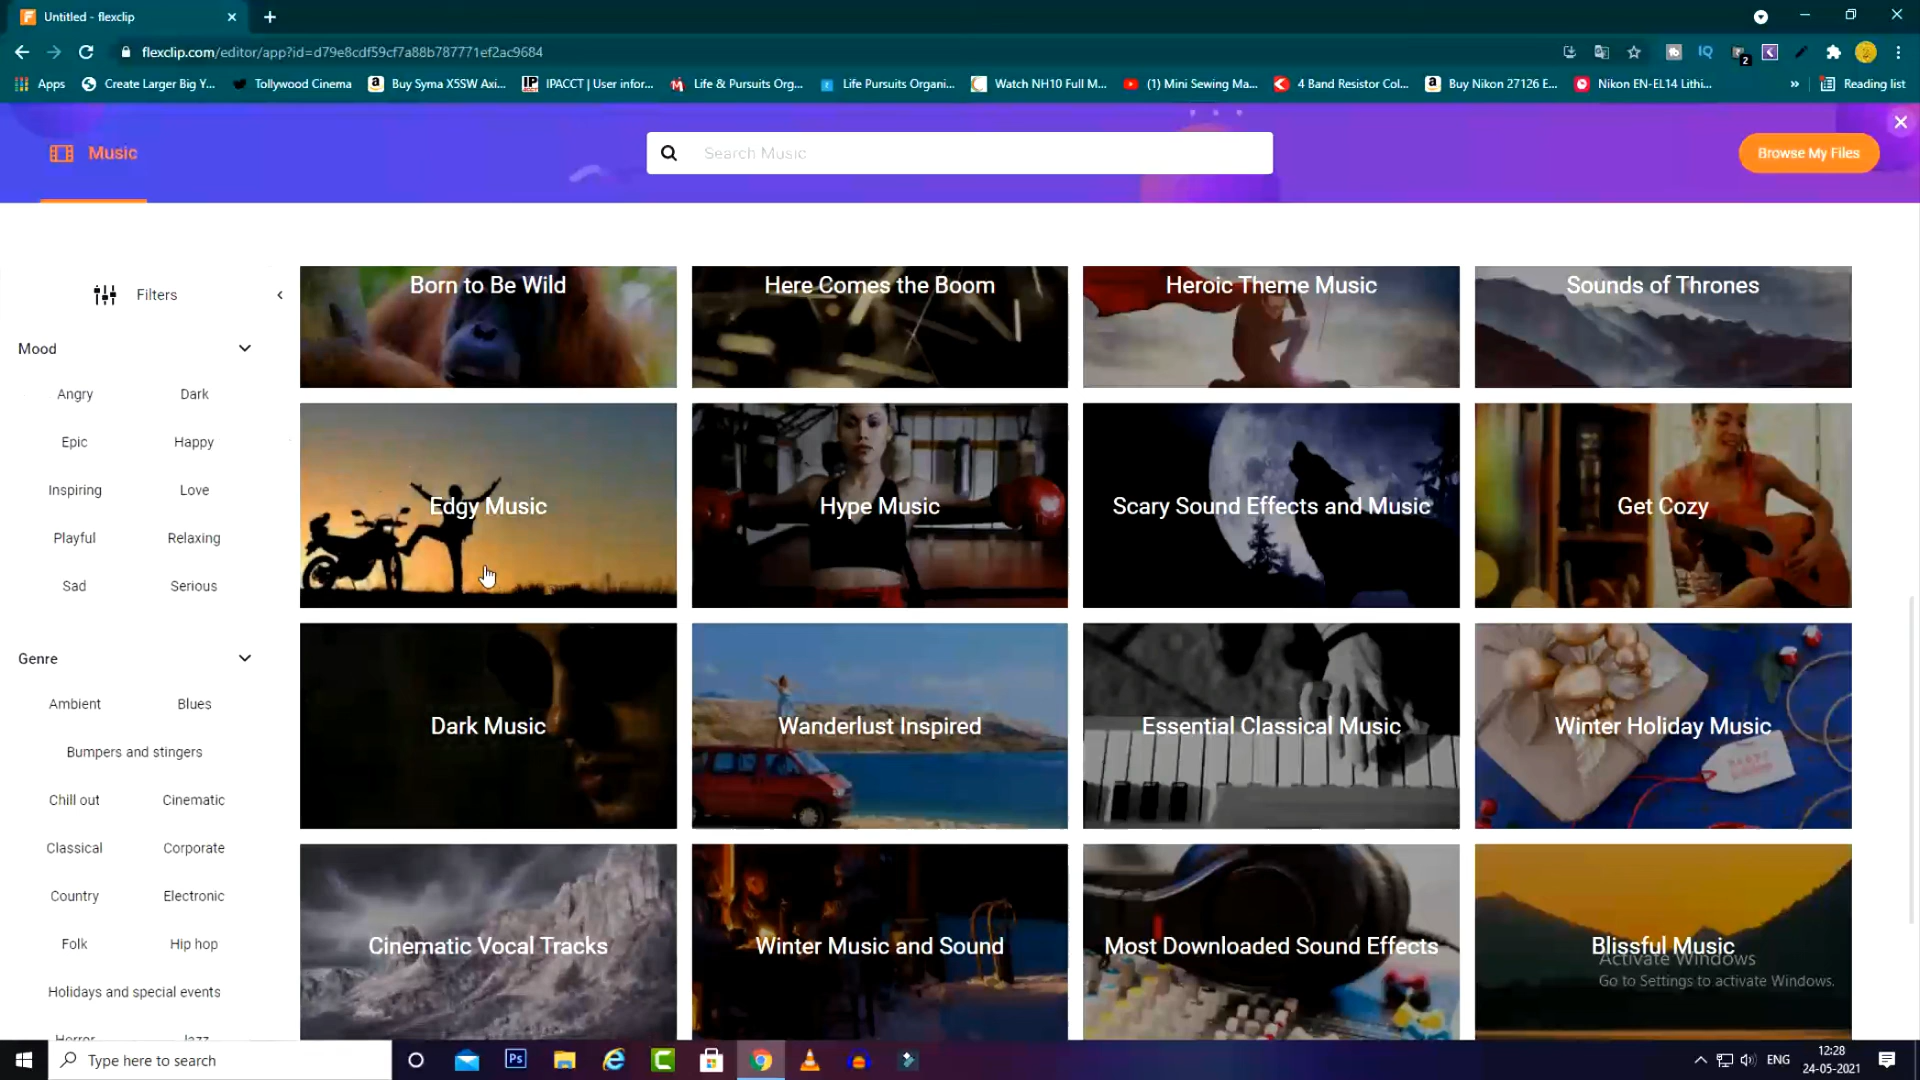 Untitled - flexclip
flexclip.com/editor/app?id=d79e8cdf59cf7a88b787771ef2ac9684
2
Apps
Create Larger Big Y...
Tollywood Cinema
Buy Syma X5SW Axi...
IPACCT | User infor...
Life & Pursuits Org...
Life Pursuits Organi...
Watch NH10 Full M...
(1) Mini Sewing Ma...
4 Band Resistor Col...
Buy Nikon 27126 E...
Nikon EN-EL14 Lithi...
»
Reading list
Music
Search Music
Browse My Files
Filters
Mood
Angry
Dark
Epic
Happy
Inspiring
Love
Playful
Relaxing
Sad
Serious
Genre
Ambient
Blues
Bumpers and stingers
Chill out
Cinematic
Classical
Corporate
Country
Electronic
Folk
Hip hop
Holidays and special events
Horror
Jazz
Born to Be Wild
Here Comes the Boom
Heroic Theme Music
Sounds of Thrones
Edgy Music
Hype Music
Scary Sound Effects and Music
Get Cozy
Dark Music
Wanderlust Inspired
Essential Classical Music
Winter Holiday Music
Cinematic Vocal Tracks
Winter Music and Sound
Most Downloaded Sound Effects
Blissful Music
Activate Windows
Go to Settings to activate Windows.
Type here to search
Ps
ENG
12:28
24-05-2021